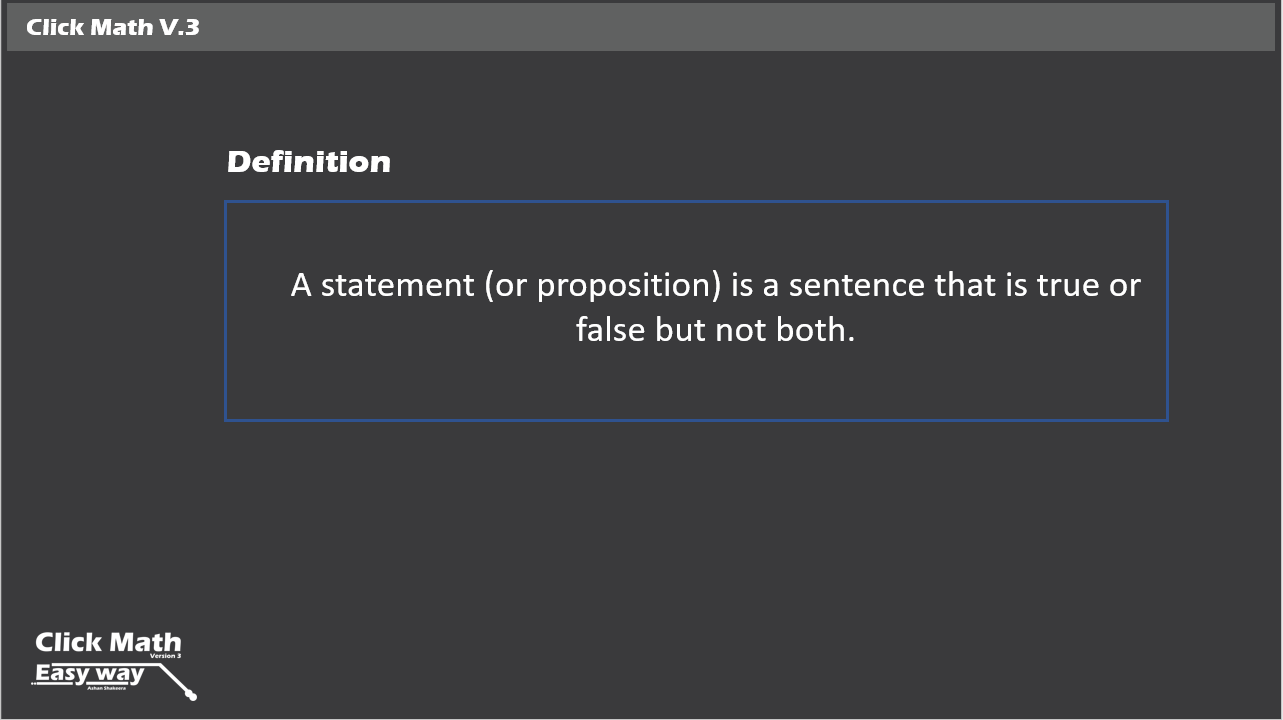 Click Math V.3
Definition
A statement (or proposition) is a sentence that is true or
false but not both.
Click Math
Version 3
Easy way
Ashan Shakeera